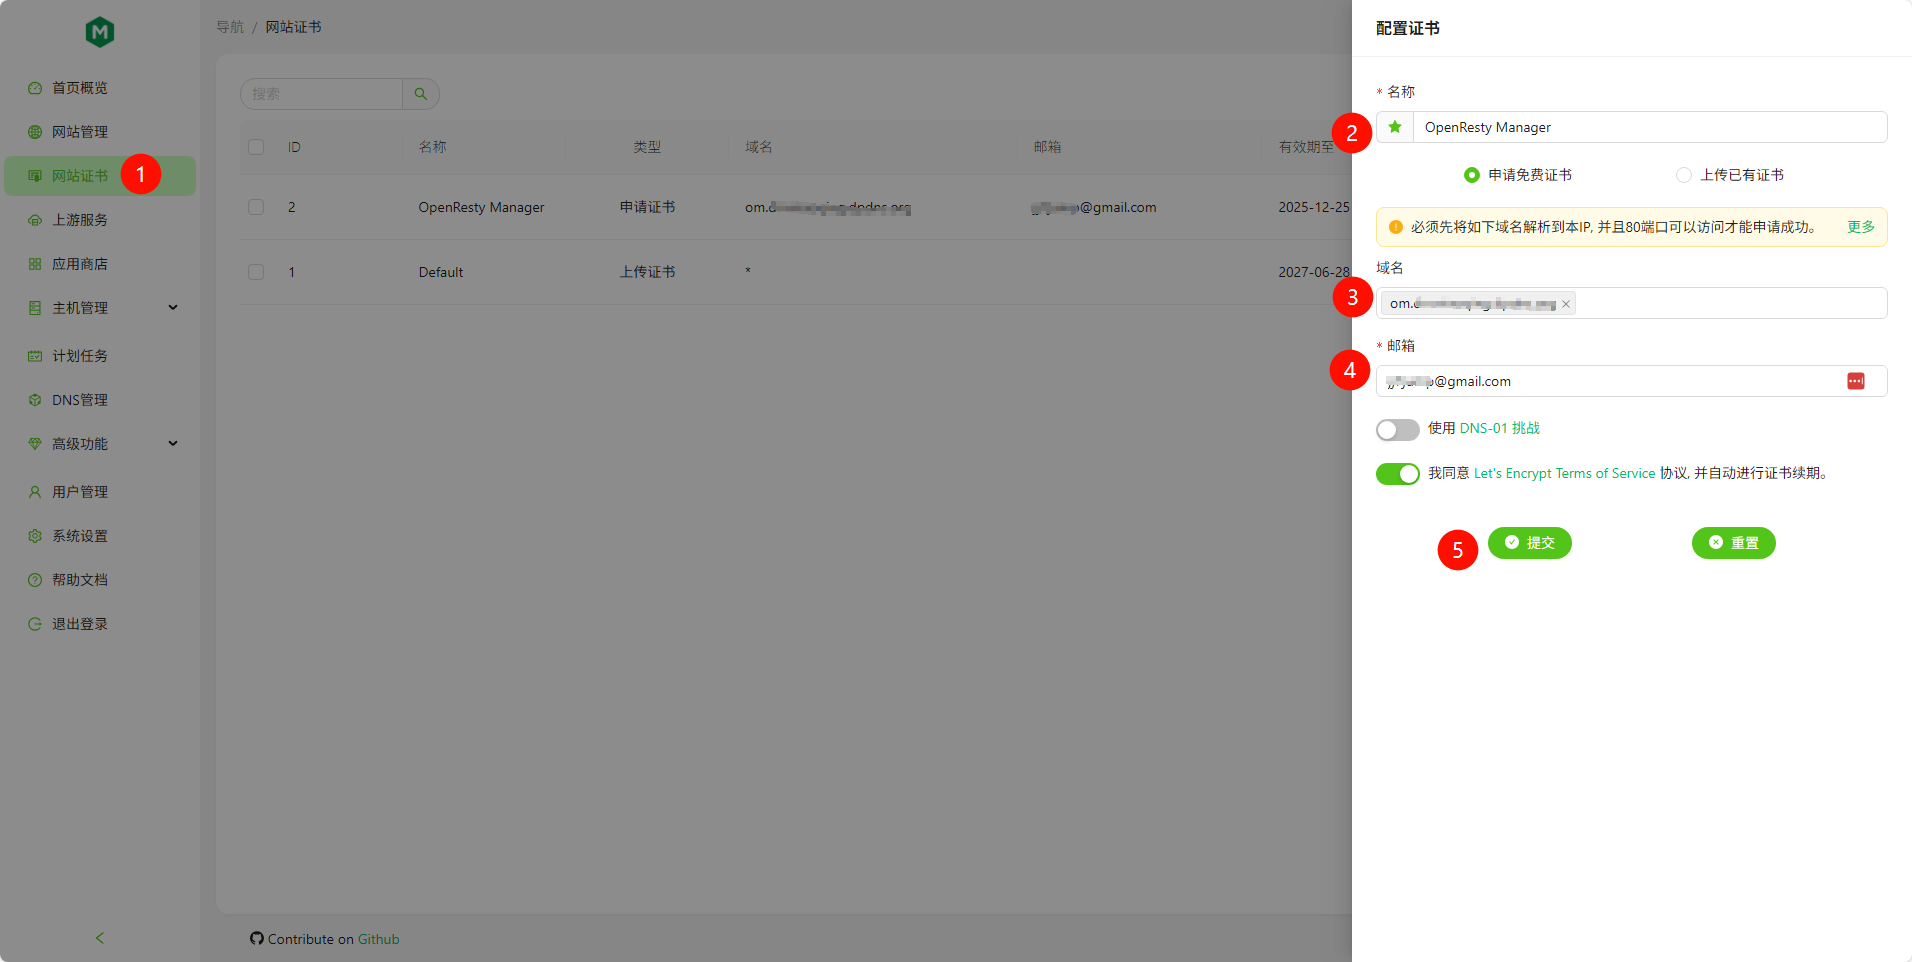 M
首页概览
网站管理
网站证书
1
上游服务
应用商店
主机管理
计划任务
DNS管理
高级功能
用户管理
系统设置
帮助文档
退出登录
导航 / 网站证书
搜索
ID 名称 类型 域名 邮箱 有效期至
2 OpenResty Manager 申请证书 om. @gmail.com 2025-12-25
1 Default 上传证书 * 2027-06-28
Contribute on Github
配置证书
* 名称
2 OpenResty Manager
申请免费证书 上传已有证书
必须先将如下域名解析到本IP, 并且80端口可以访问才能申请成功。 更多
域名
3 om.
* 邮箱
4 @gmail.com
使用 DNS-01 挑战
我同意 Let's Encrypt Terms of Service 协议, 并自动进行证书续期。
5 提交 重置